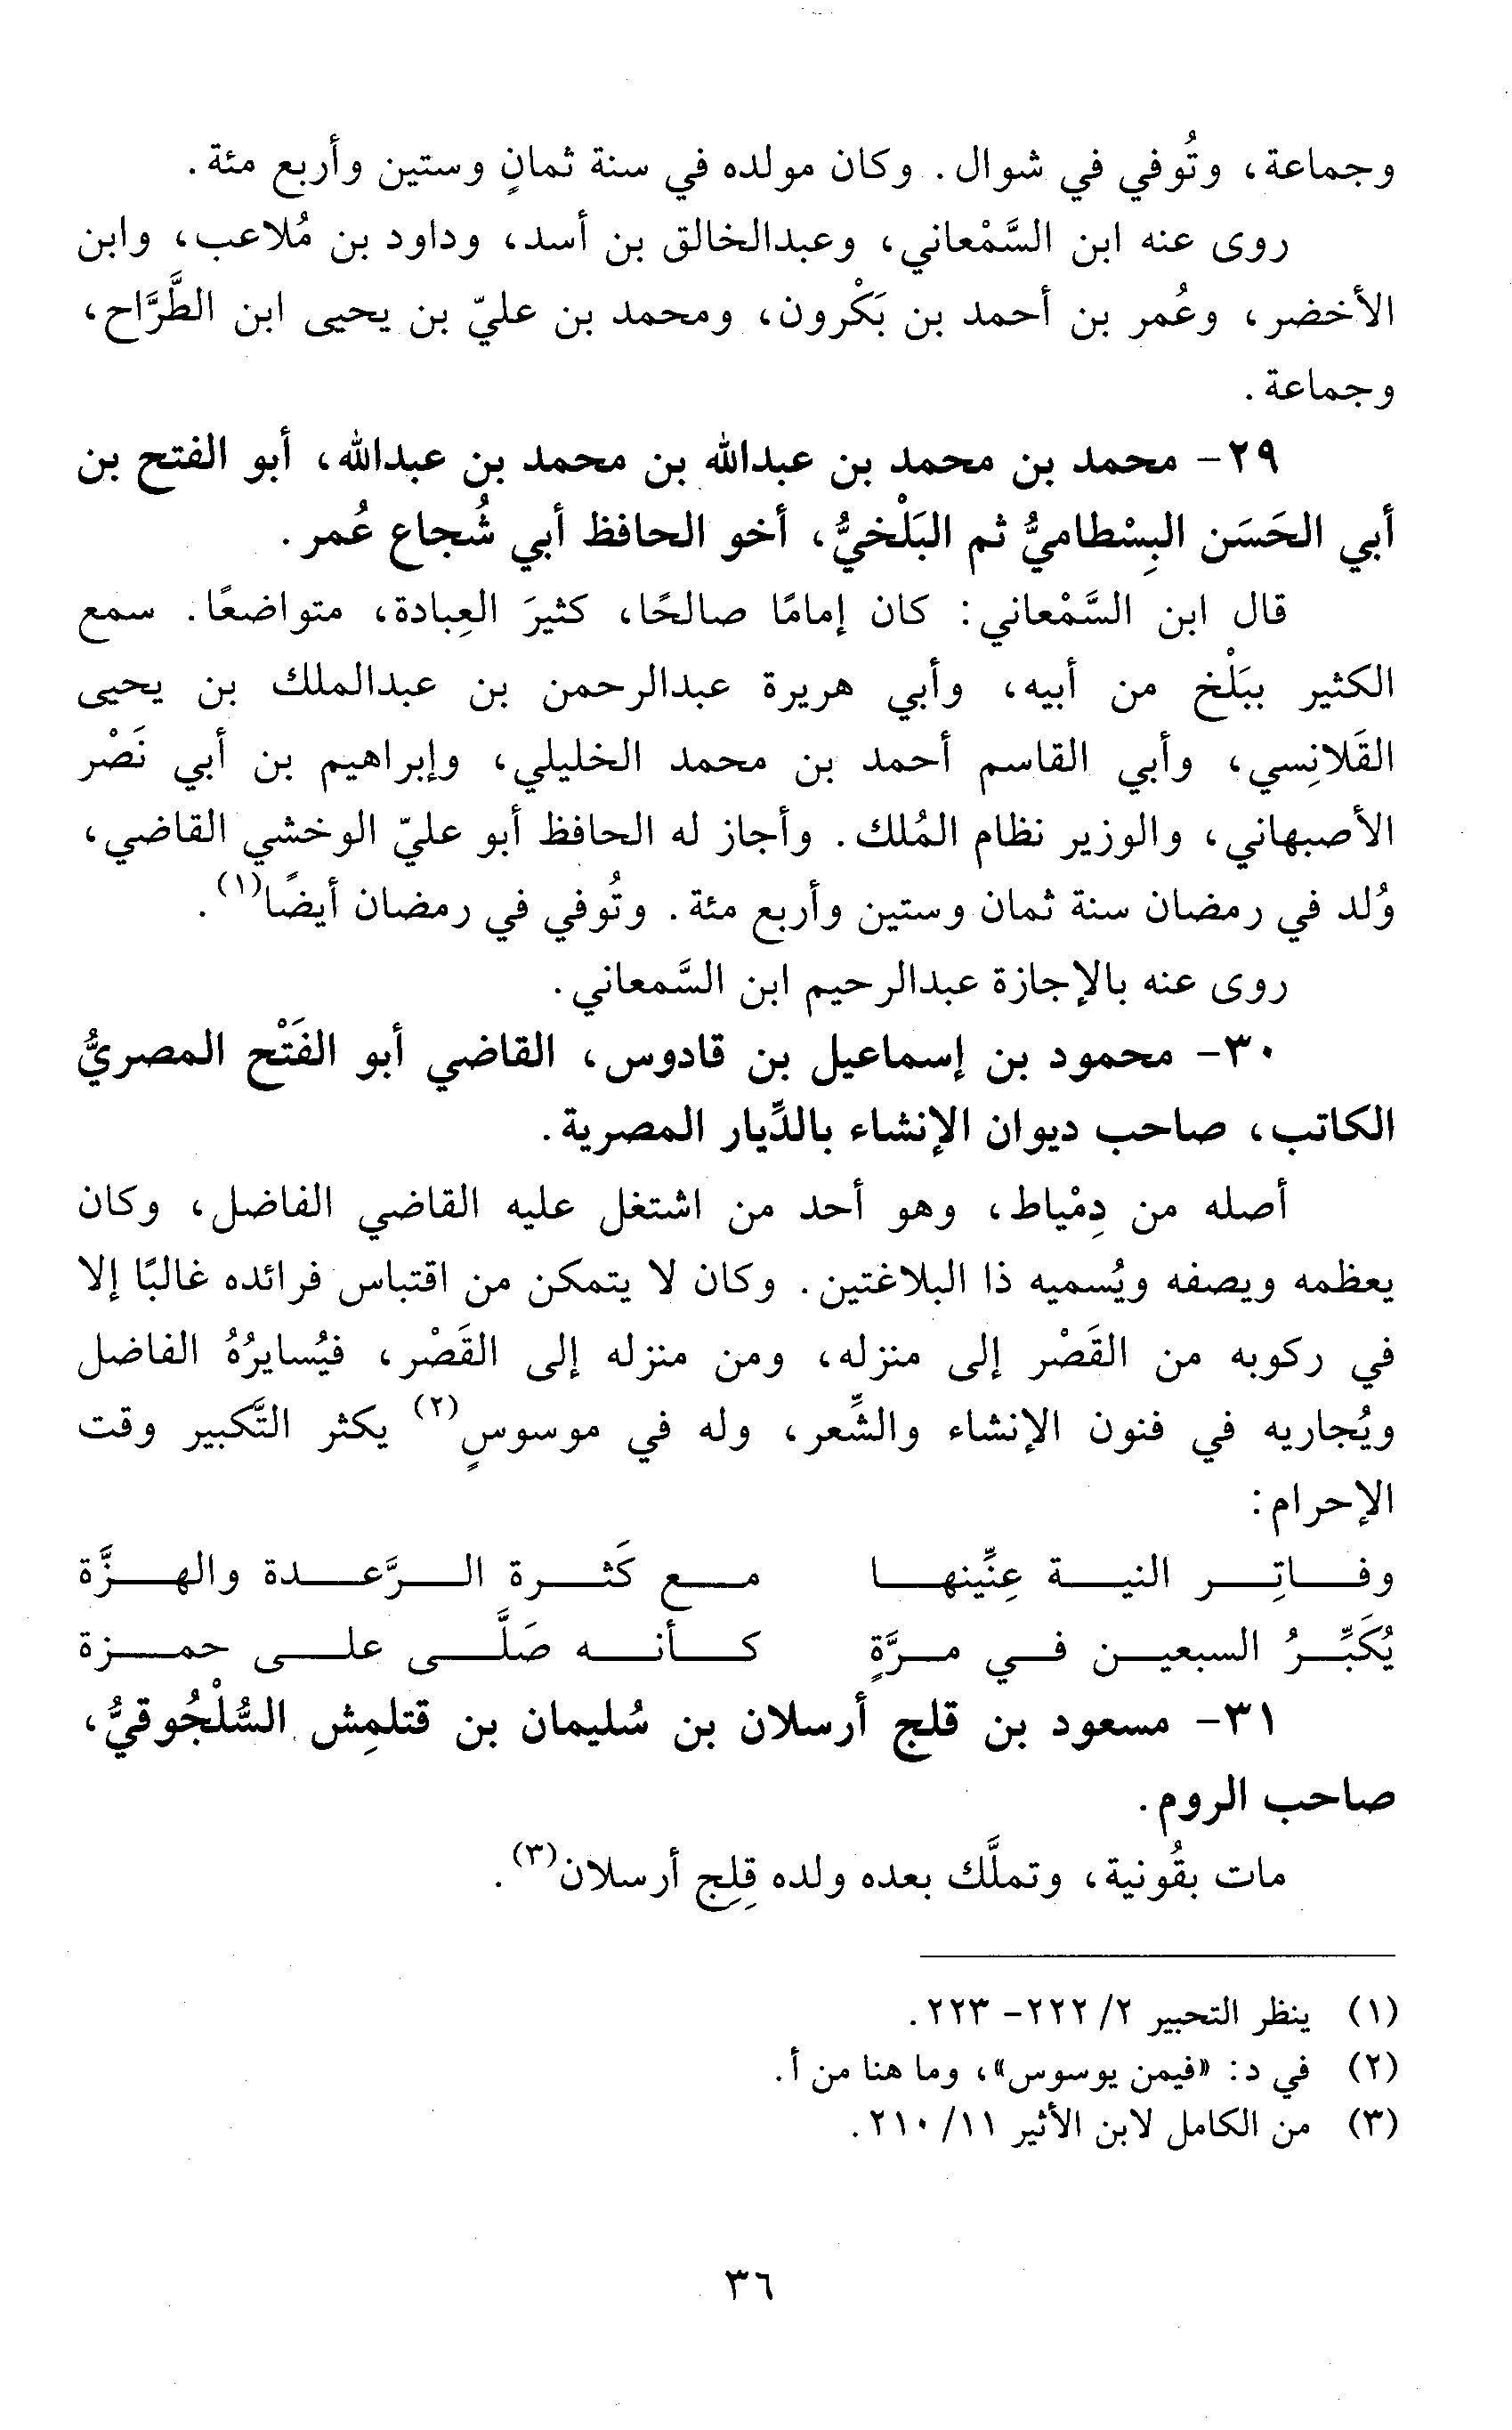 وجماعة، وتُوفي في شوال. وكان مولده في سنة ثمانٍ وستين وأربع مئة.
روى عنه ابن السَّمْعاني، وعبدالخالق بن أسد، وداود بن مُلاعب، وابن
الأخضر، وعُمر بن أحمد بن بَكْرون، ومحمد بن عليّ بن يحيى ابن الطَّرَّاح،
وجماعة.
٢٩- محمد بن محمد بن عبدالله بن محمد بن عبدالله، أبو الفتح بن
أبي الحَسَن البِسْطاميُّ ثم البَلْخيُّ، أخو الحافظ أبي شُجاع عُمر.
قال ابن السَّمْعاني: كان إمامًا صالحًا، كثيرَ العِبادة، متواضعًا. سمع
الكثير ببَلْخ من أبيه، وأبي هريرة عبدالرحمن بن عبدالملك بن يحيى
القَلانِسي، وأبي القاسم أحمد بن محمد الخليلي، وإبراهيم بن أبي نَصْر
الأصبهاني، والوزير نظام المُلك. وأجاز له الحافظ أبو عليّ الوخشي القاضي،
وُلد في رمضان سنة ثمان وستين وأربع مئة. وتُوفي في رمضان أيضًا(١).
روى عنه بالإجازة عبدالرحيم ابن السَّمعاني.
٣٠- محمود بن إسماعيل بن قادوس، القاضي أبو الفَتْح المصريُّ
الكاتب، صاحب ديوان الإنشاء بالدِّيار المصرية.
أصله من دِمْياط، وهو أحد من اشتغل عليه القاضي الفاضل، وكان
يعظمه ويصفه ويُسميه ذا البلاغتين. وكان لا يتمكن من اقتباس فرائده غالبًا إلا
في ركوبه من القَصْر إلى منزله، ومن منزله إلى القَصْر، فيُسايرُهُ الفاضل
ويُجاريه في فنون الإنشاء والشِّعر، وله في موسوسٍ(٢) يكثر التَّكبير وقت
الإحرام:
وفاتِر النية عِنِّينها مع كَثرة الرَّعدة والهزَّة
يُكَبِّرُ السبعين في مرَّةٍ كأنه صَلَّى على حمزة
٣١- مسعود بن قلج أرسلان بن سُليمان بن قتلمِش السُّلْجُوقيُّ،
صاحب الروم.
مات بقُونية، وتملَّك بعده ولده قِلِج أرسلان(٣).
(١) ينظر التحبير ٢/ ٢٢٢- ٢٢٣.
(٢) في د: «فيمن يوسوس»، وما هنا من أ.
(٣) من الكامل لابن الأثير ١١/ ٢١٠.
٣٦